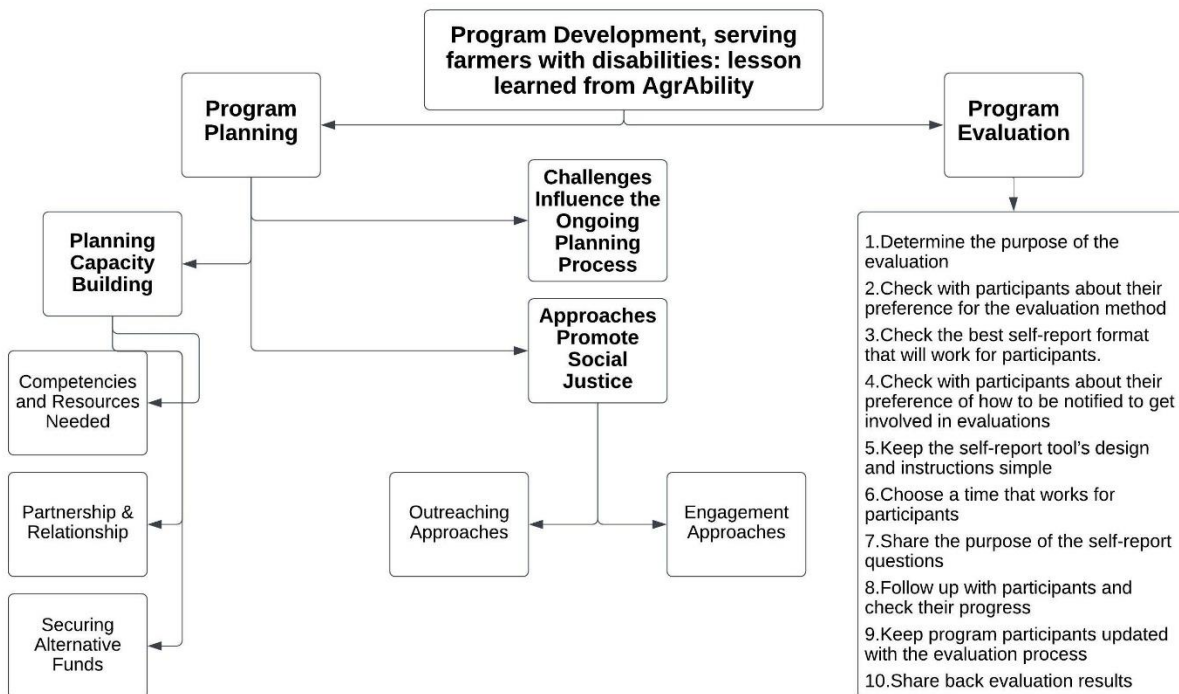 Program Development, serving
farmers with disabilities: lesson
learned from AgrAbility
Program
Planning
Program
Evaluation
Challenges
Influence the
Ongoing
Planning
Process
Planning
Capacity
Building
Approaches
Promote
Social
Justice
Competencies
and Resources
Needed
Partnership &
Relationship
Securing
Alternative
Funds
Outreaching
Approaches
Engagement
Approaches
1.Determine the purpose of the
evaluation
2.Check with participants about their
preference for the evaluation method
3.Check the best self-report format
that will work for participants.
4.Check with participants about their
preference of how to be notified to get
involved in evaluations
5.Keep the self-report tool’s design
and instructions simple
6.Choose a time that works for
participants
7.Share the purpose of the self-report
questions
8.Follow up with participants and
check their progress
9.Keep program participants updated
with the evaluation process
10.Share back evaluation results